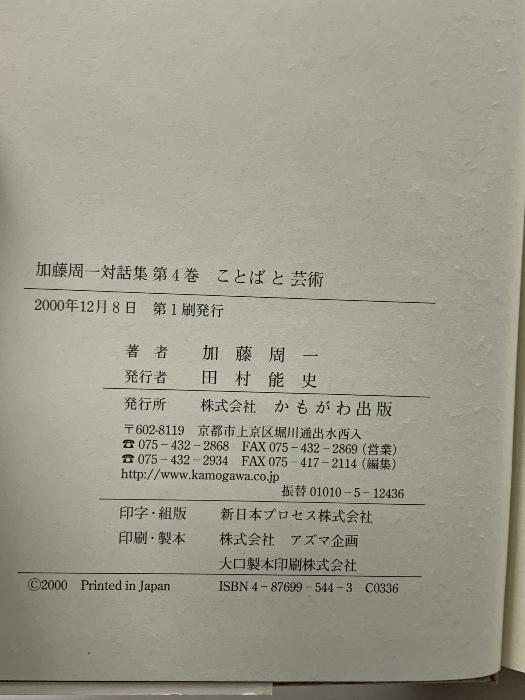 加藤周一対話集 第4巻　ことばと芸術
2000年12月8日　第1刷発行
著　者　加　藤　周　一
発行者　田　村　能　史
発行所　株式会社　かもがわ出版
〒602-8119　京都市上京区堀川通出水西入
☎075-432-2868　FAX 075-432-2869（営業）
☎075-432-2934　FAX 075-417-2114（編集）
http://www.kamogawa.co.jp
振替 01010-5-12436
印字・組版　新日本プロセス株式会社
印刷・製本　株式会社　アズマ企画
大口製本印刷株式会社
©2000　Printed in Japan　ISBN 4-87699-544-3　C0336